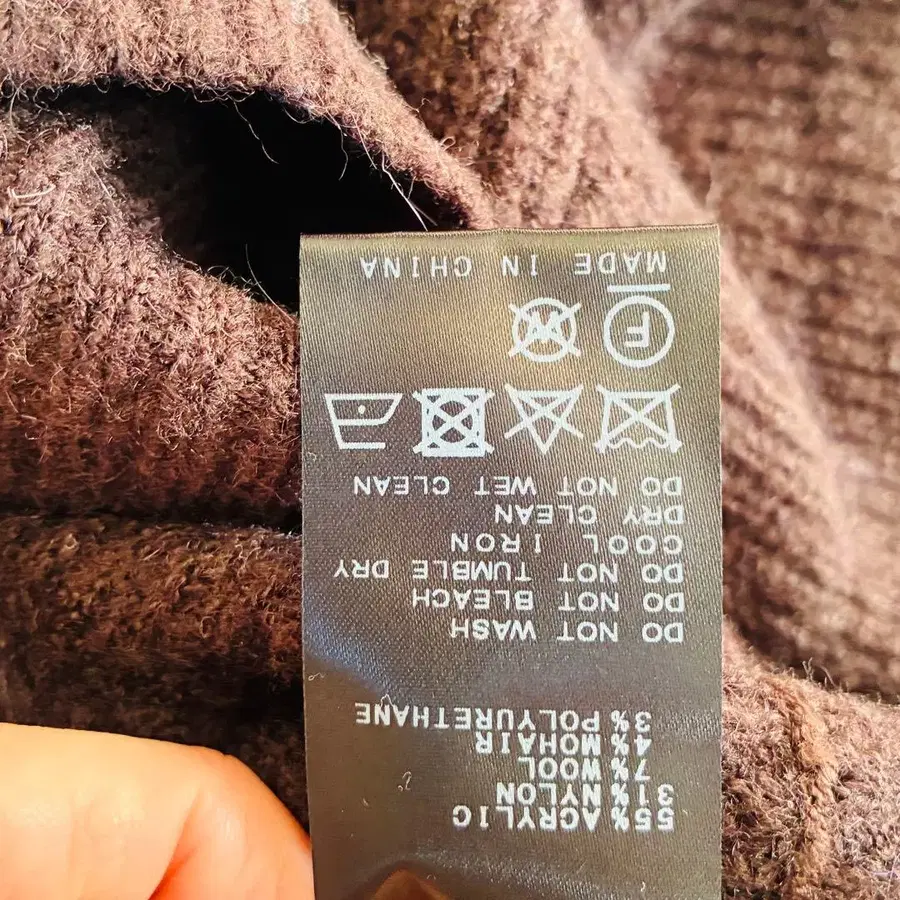 55% ACRYLIC
31% NYLON
7% WOOL
4% MOHAIR
3% POLYURETHANE
DO NOT WASH
DO NOT BLEACH
DO NOT TUMBLE DRY
COOL IRON
DRY CLEAN
DO NOT WET CLEAN
F W
MADE IN CHINA